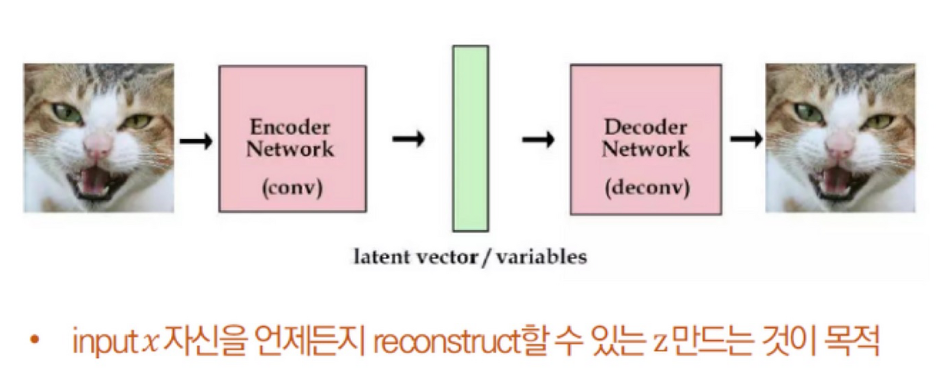 Encoder
Network
(conv)
Decoder
Network
(deconv)
latent vector / variables
• input x 자신을 언제든지 reconstruct할 수 있는 z 만드는 것이 목적